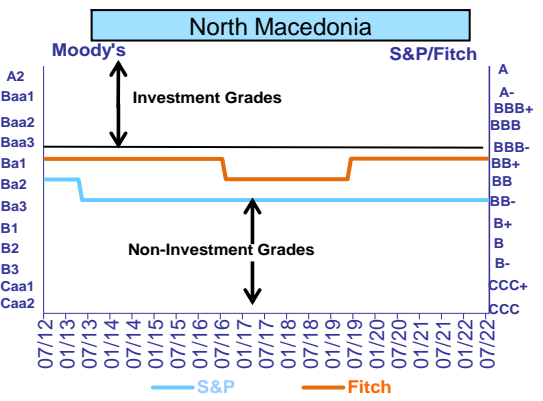 North Macedonia
Moody's
S&P/Fitch
A2
Baa1
Baa2
Baa3
Ba1
Ba2
Ba3
B1
B2
B3
Caa1
Caa2
A
A-
BBB+
BBB
BBB-
BB+
BB
BB-
B+
B
B-
CCC+
CCC
Investment Grades
Non-Investment Grades
07/12
01/13
07/13
01/14
07/14
01/15
07/15
01/16
07/16
01/17
07/17
01/18
07/18
01/19
07/19
01/20
07/20
01/21
07/21
01/22
07/22
S&P
Fitch